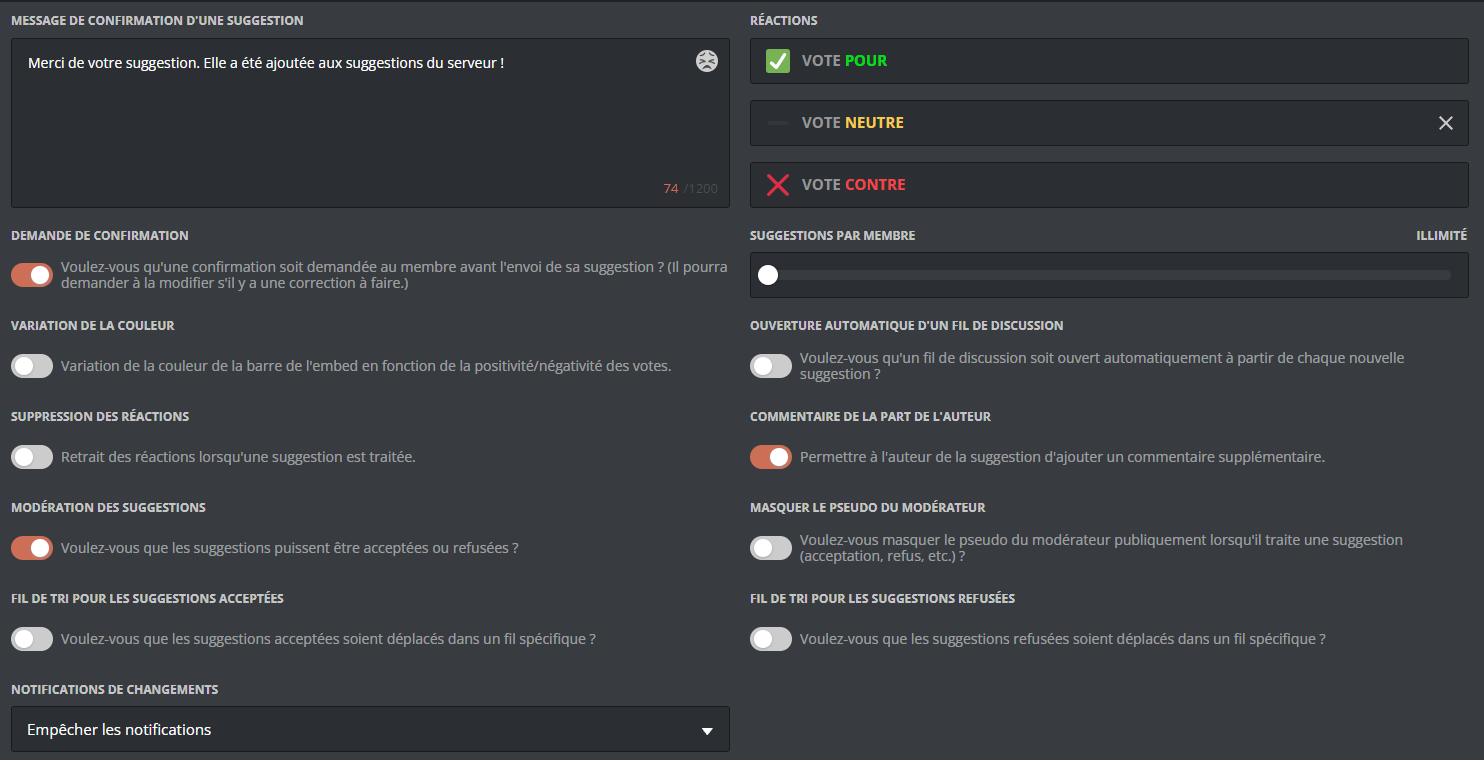 MESSAGE DE CONFIRMATION D'UNE SUGGESTION
Merci de votre suggestion. Elle a été ajoutée aux suggestions du serveur !
74 /1200
RÉACTIONS
VOTE POUR
VOTE NEUTRE
VOTE CONTRE
DEMANDE DE CONFIRMATION
Voulez-vous qu'une confirmation soit demandée au membre avant l'envoi de sa suggestion ? (Il pourra
demander à la modifier s'il y a une correction à faire.)
SUGGESTIONS PAR MEMBRE
ILLIMITÉ
VARIATION DE LA COULEUR
Variation de la couleur de la barre de l'embed en fonction de la positivité/négativité des votes.
OUVERTURE AUTOMATIQUE D'UN FIL DE DISCUSSION
Voulez-vous qu'un fil de discussion soit ouvert automatiquement à partir de chaque nouvelle
suggestion ?
SUPPRESSION DES RÉACTIONS
Retrait des réactions lorsqu'une suggestion est traitée.
COMMENTAIRE DE LA PART DE L'AUTEUR
Permettre à l'auteur de la suggestion d'ajouter un commentaire supplémentaire.
MODÉRATION DES SUGGESTIONS
Voulez-vous que les suggestions puissent être acceptées ou refusées ?
MASQUER LE PSEUDO DU MODÉRATEUR
Voulez-vous masquer le pseudo du modérateur publiquement lorsqu'il traite une suggestion
(acceptation, refus, etc.) ?
FIL DE TRI POUR LES SUGGESTIONS ACCEPTÉES
Voulez-vous que les suggestions acceptées soient déplacés dans un fil spécifique ?
FIL DE TRI POUR LES SUGGESTIONS REFUSÉES
Voulez-vous que les suggestions refusées soient déplacés dans un fil spécifique ?
NOTIFICATIONS DE CHANGEMENTS
Empêcher les notifications